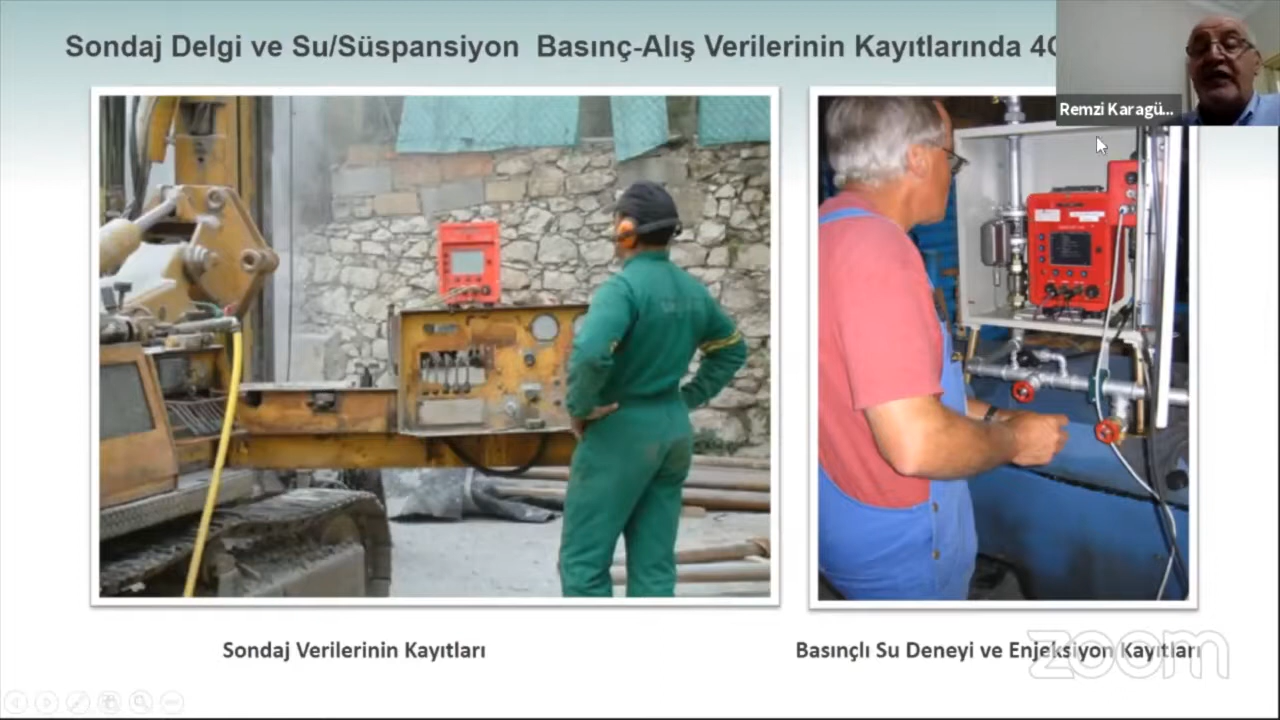 Sondaj Delgi ve Su/Süspansiyon Basınç-Alış Verilerinin Kayıtlarında
Remzi Karagü...
Sondaj Verilerinin Kayıtları
Basınçlı Su Deneyi ve Enjeksiyon Kayıtları
zoom